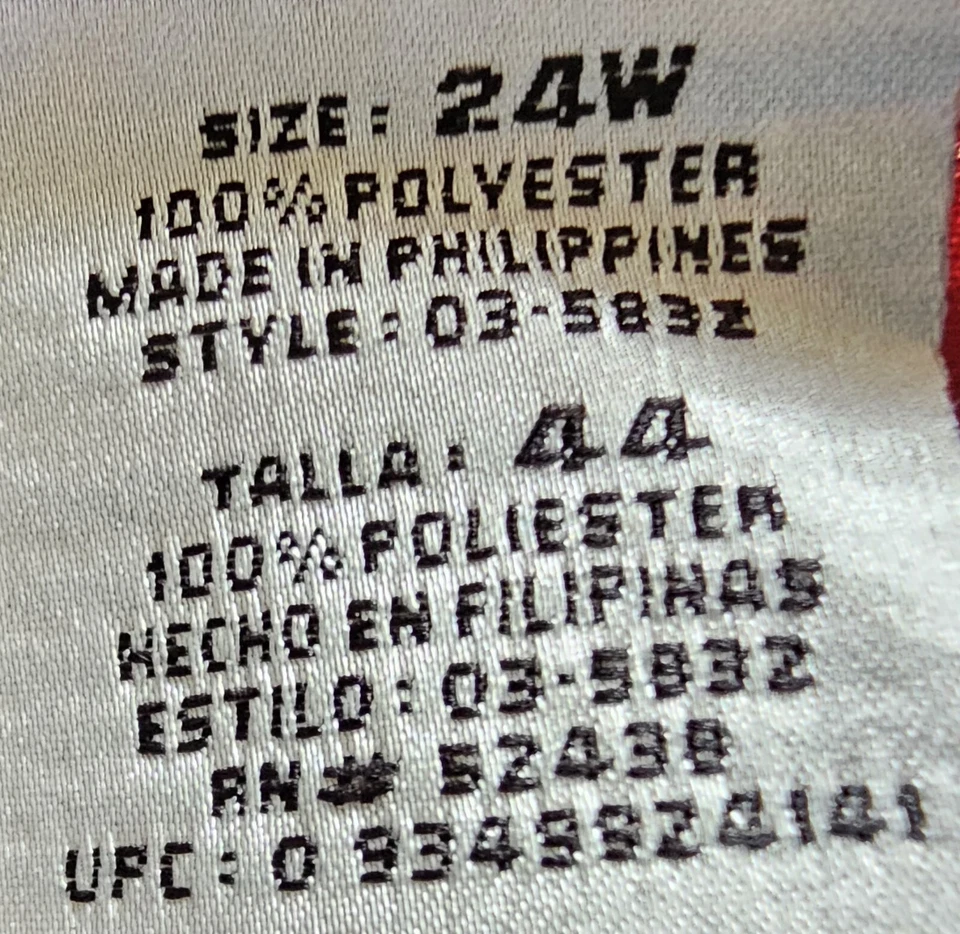 SIZE: 24W
100% POLYESTER
MADE IN PHILIPPINES
STYLE: 03-5832
TALLA: 44
100% POLIESTER
HECHO EN FILIPINAS
ESTILO: 03-5832
RN# 52438
UPC: 0